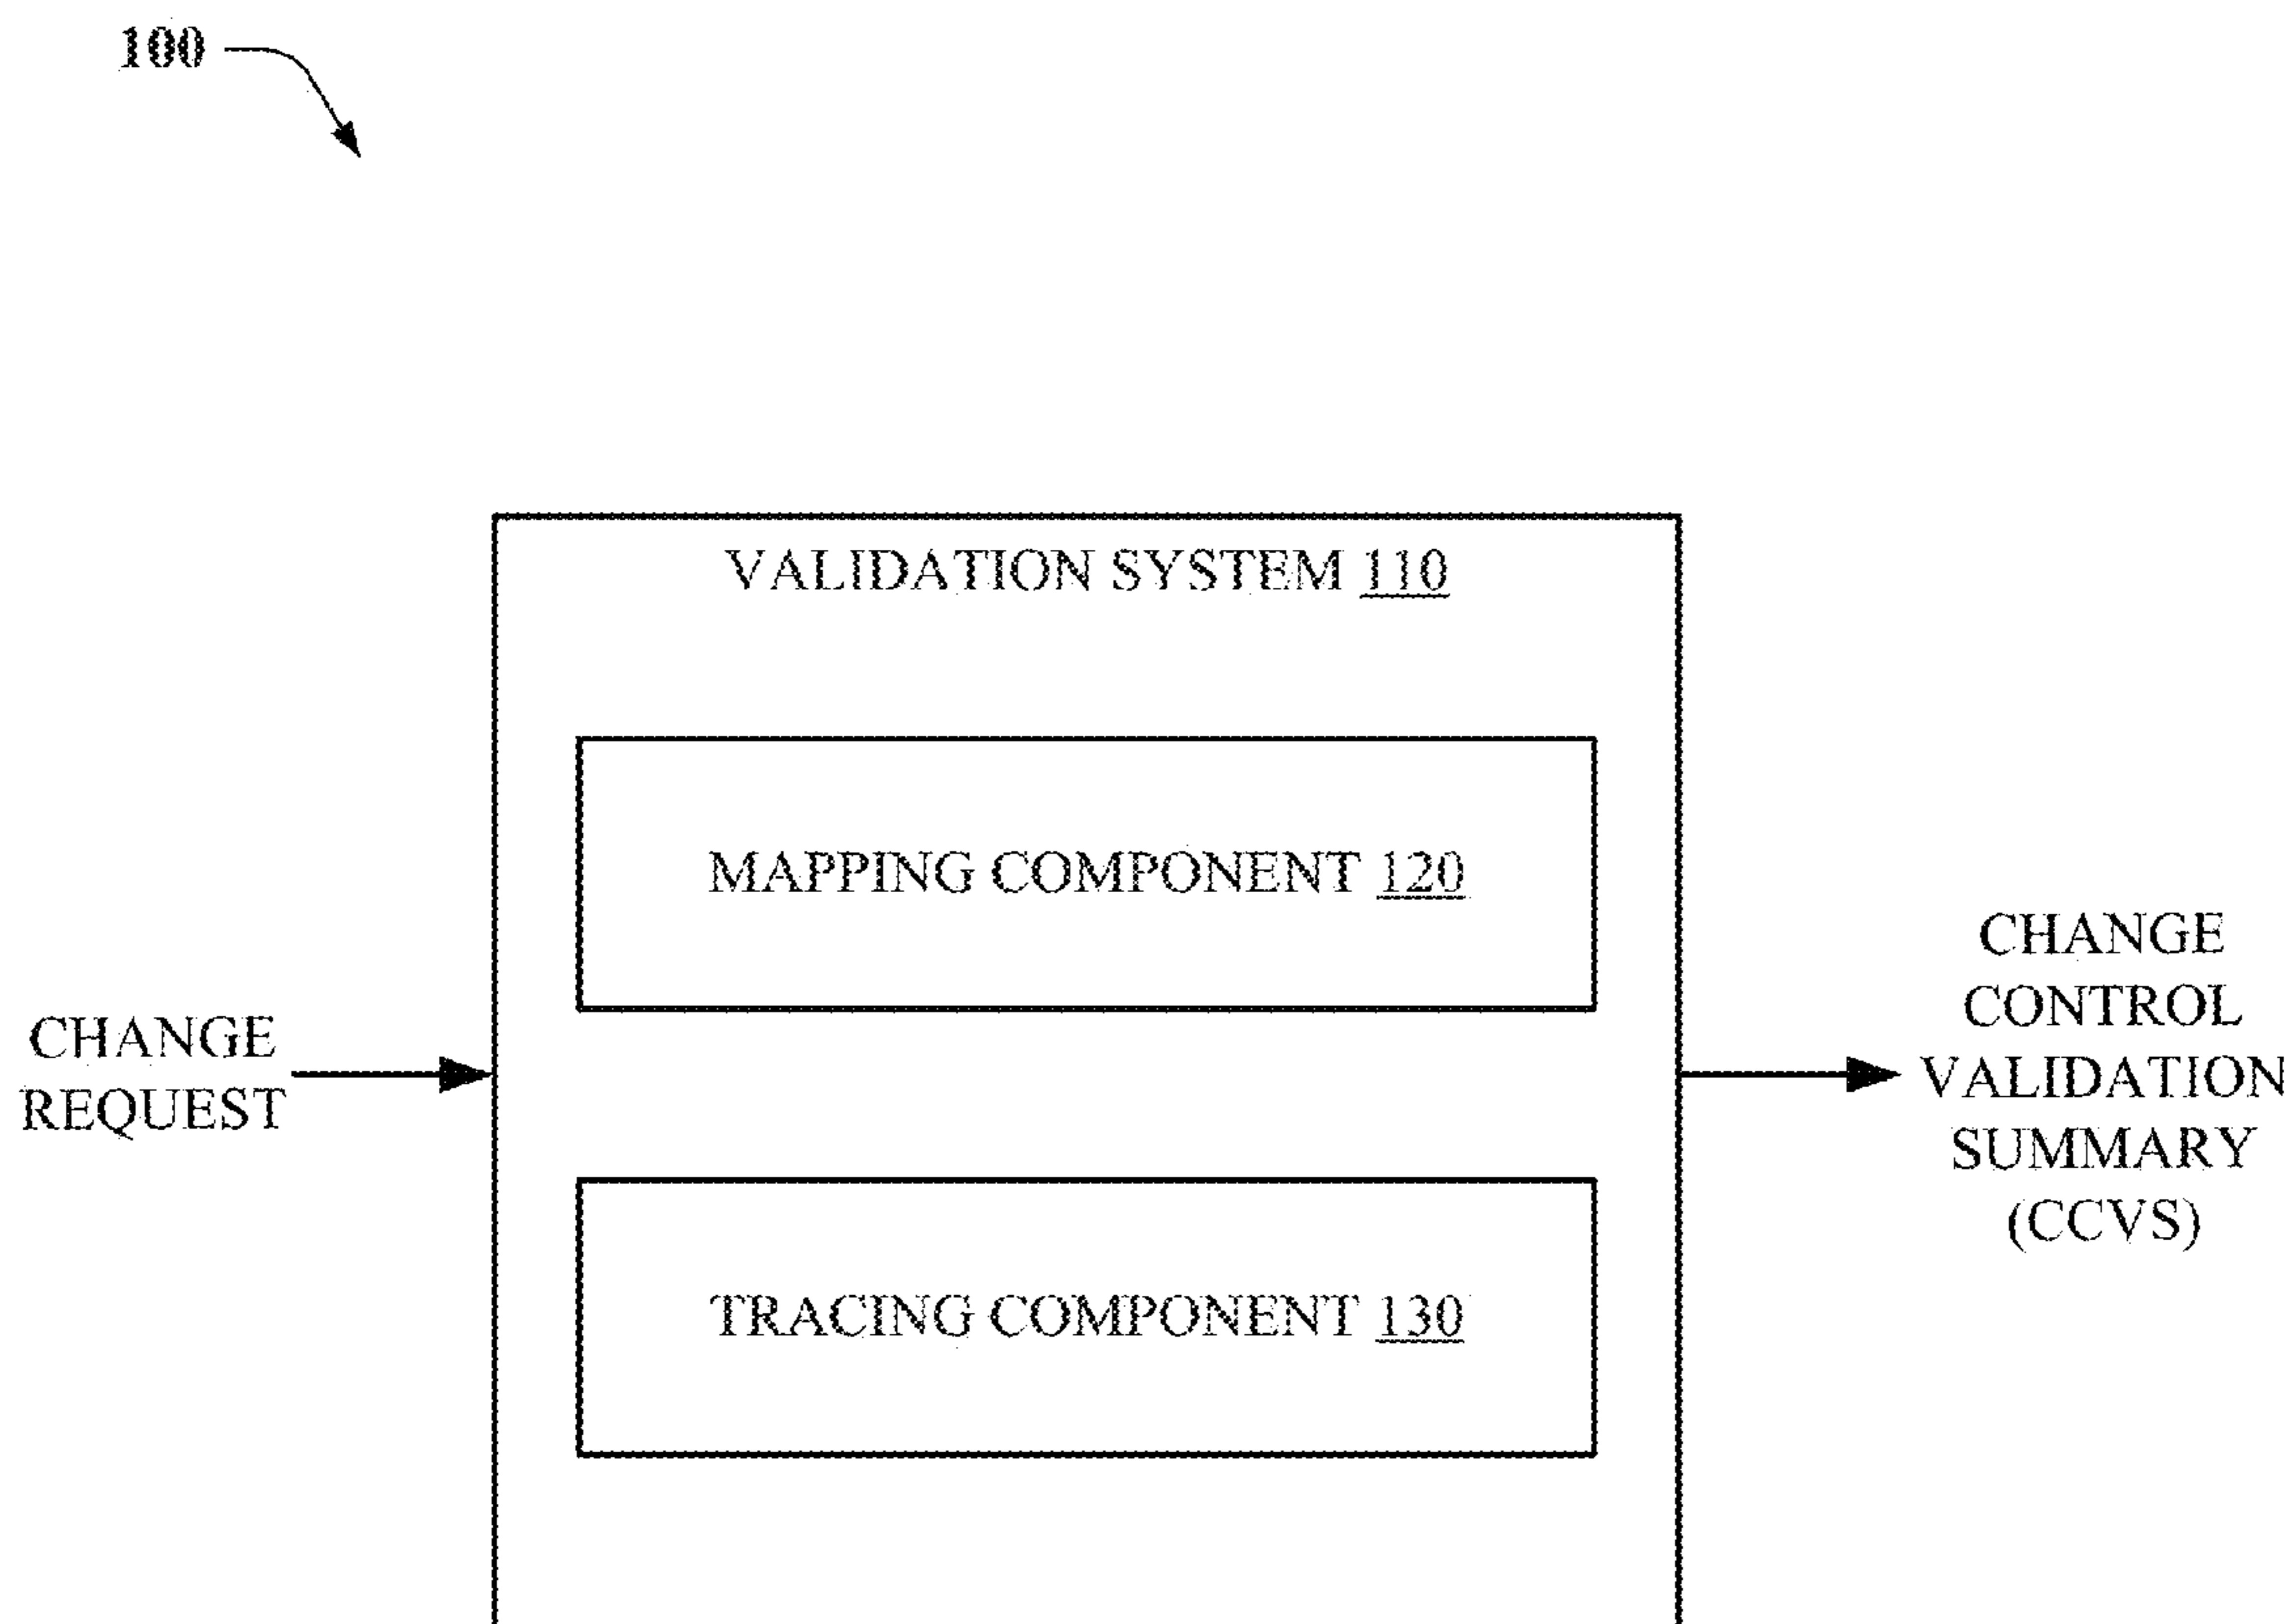 100
VALIDATION SYSTEM 110
MAPPING COMPONENT 120
CHANGE
REQUEST
TRACING COMPONENT 130
CHANGE
CONTROL
VALIDATION
SUMMARY
(CCVS)